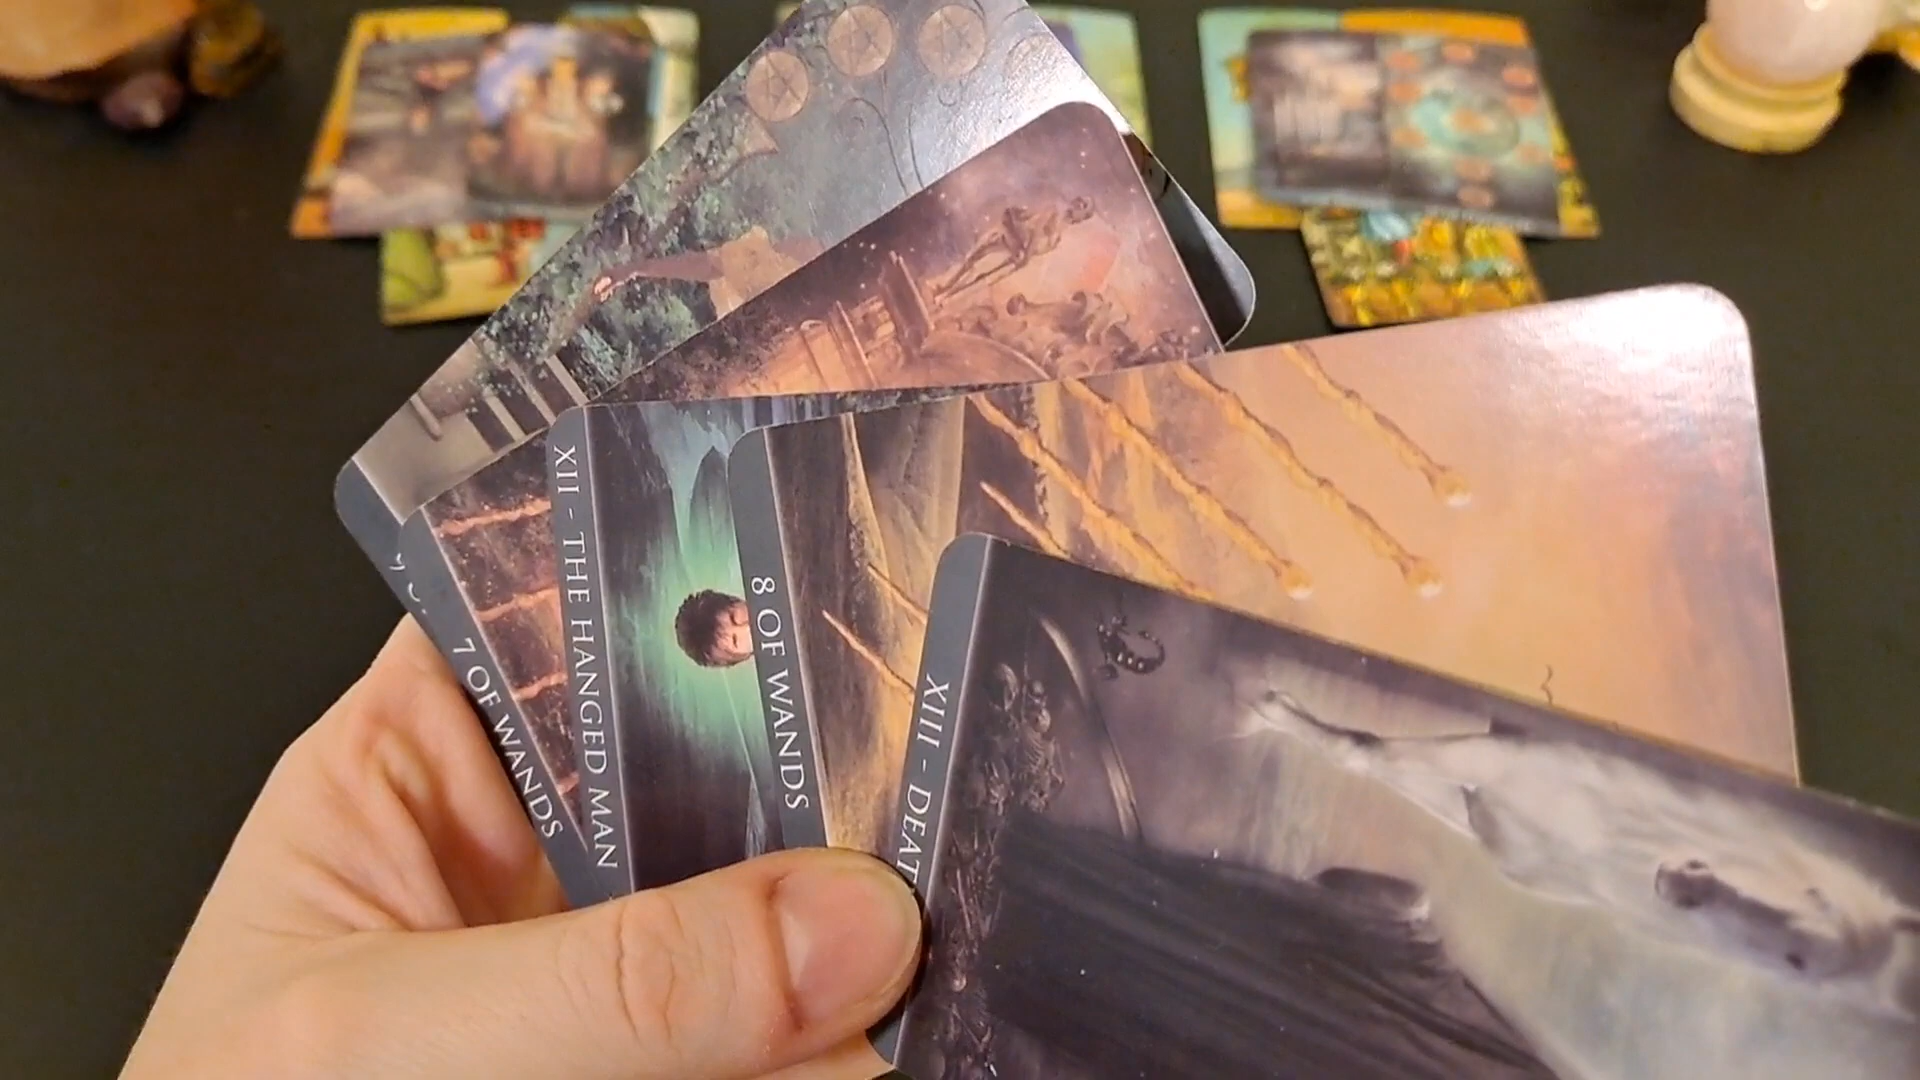 7 OF WANDS
XII - THE HANGED MAN
8 OF WANDS
XIII - DEAT